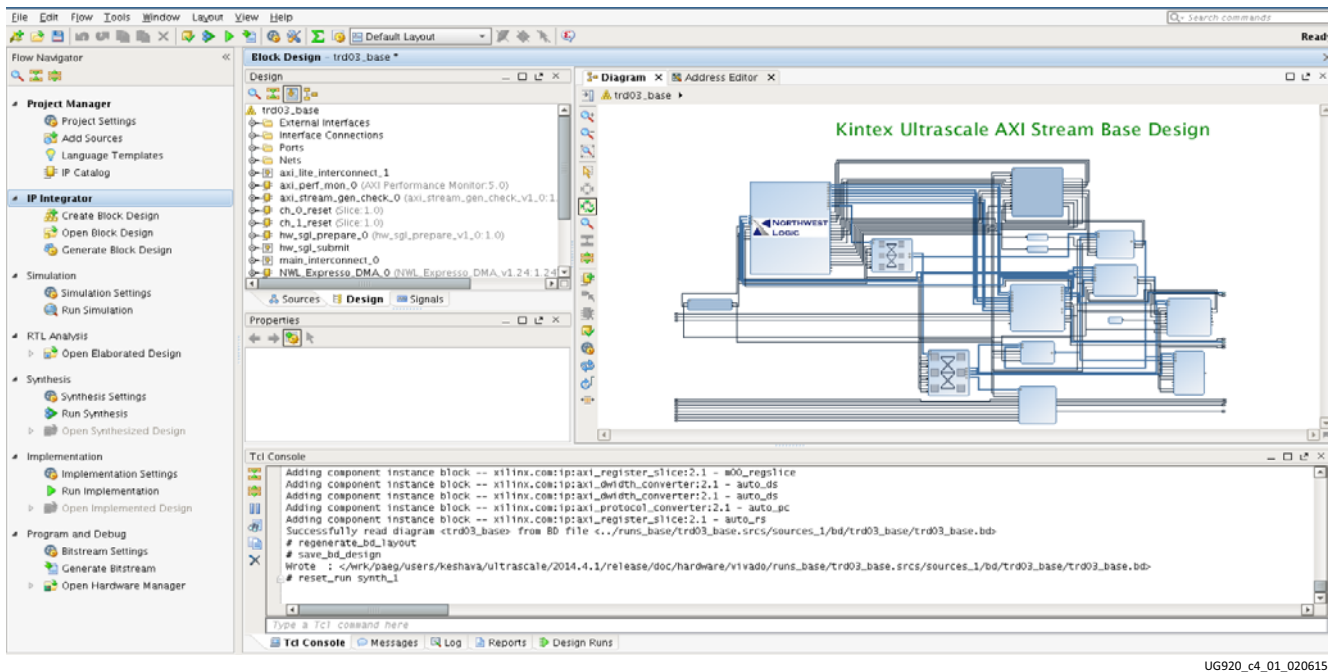 File Edit Flow Tools Window Layout View Help
Search commands
Default Layout
Ready
Flow Navigator
Project Manager
Project Settings
Add Sources
Language Templates
IP Catalog
IP Integrator
Create Block Design
Open Block Design
Generate Block Design
Simulation
Simulation Settings
Run Simulation
RTL Analysis
Open Elaborated Design
Synthesis
Synthesis Settings
Run Synthesis
Open Synthesized Design
Implementation
Implementation Settings
Run Implementation
Open Implemented Design
Program and Debug
Bitstream Settings
Generate Bitstream
Open Hardware Manager
Block Design - trd03_base *
Design
trd03_base
External Interfaces
Interface Connections
Ports
Nets
axi_lite_interconnect_1
axi_perf_mon_0 (AXI Performance Monitor:5.0)
axi_stream_gen_check_0 (axi_stream_gen_check_v1_0:1.
ch_0_reset (Slice:1.0)
ch_1_reset (Slice:1.0)
hw_sgl_prepare_0 (hw_sgl_prepare_v1_0:1.0)
hw_sgl_submit
main_interconnect_0
NWL_Expresso_DMA_0 (NWL_Expresso_DMA_v1.24:1.24
Sources Design Signals
Properties
Diagram Address Editor
trd03_base
Kintex Ultrascale AXI Stream Base Design
NORTHWEST
LOGIC
Tcl Console
Adding component instance block -- xilinx.com:ip:axi_register_slice:2.1 - m00_regslice
Adding component instance block -- xilinx.com:ip:axi_dwidth_converter:2.1 - auto_ds
Adding component instance block -- xilinx.com:ip:axi_dwidth_converter:2.1 - auto_ds
Adding component instance block -- xilinx.com:ip:axi_protocol_converter:2.1 - auto_pc
Adding component instance block -- xilinx.com:ip:axi_register_slice:2.1 - auto_rs
Successfully read diagram <trd03_base> from BD file <../runs_base/trd03_base.srcs/sources_1/bd/trd03_base/trd03_base.bd>
# regenerate_bd_layout
# save_bd_design
Wrote : </wrk/paeg/users/keshava/ultrascale/2014.4.1/release/doc/hardware/vivado/runs_base/trd03_base.srcs/sources_1/bd/trd03_base/trd03_base.bd>
# reset_run synth_1
Type a Tcl command here
Tcl Console Messages Log Reports Design Runs
UG920_c4_01_020615